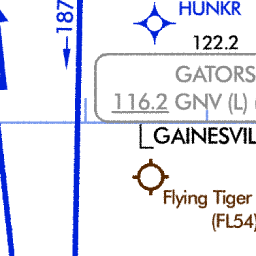 HUNKR
187
122.2
GATORS
116.2 GNV (L)
GAINESVIL
Flying Tiger
(FL54)